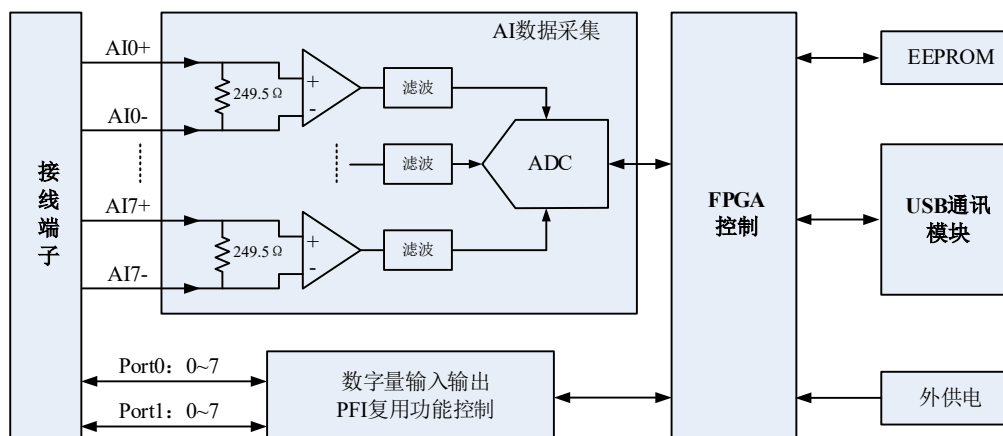 AI数据采集
AI0+
249.5Ω
+
-
滤波
AI0-
EEPROM
接线端子
滤波
ADC
FPGA
控制
USB通讯
模块
AI7+
249.5Ω
+
-
滤波
AI7-
Port0：0~7
Port1：0~7
数字量输入输出
PFI复用功能控制
外供电